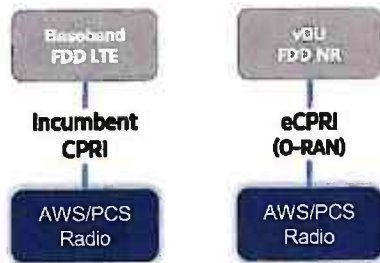 Baseband
FDD LTE
Incumbent
CPRI
AWS/PCS
Radio
vDU
FDD NR
eCPRI
(O-RAN)
AWS/PCS
Radio